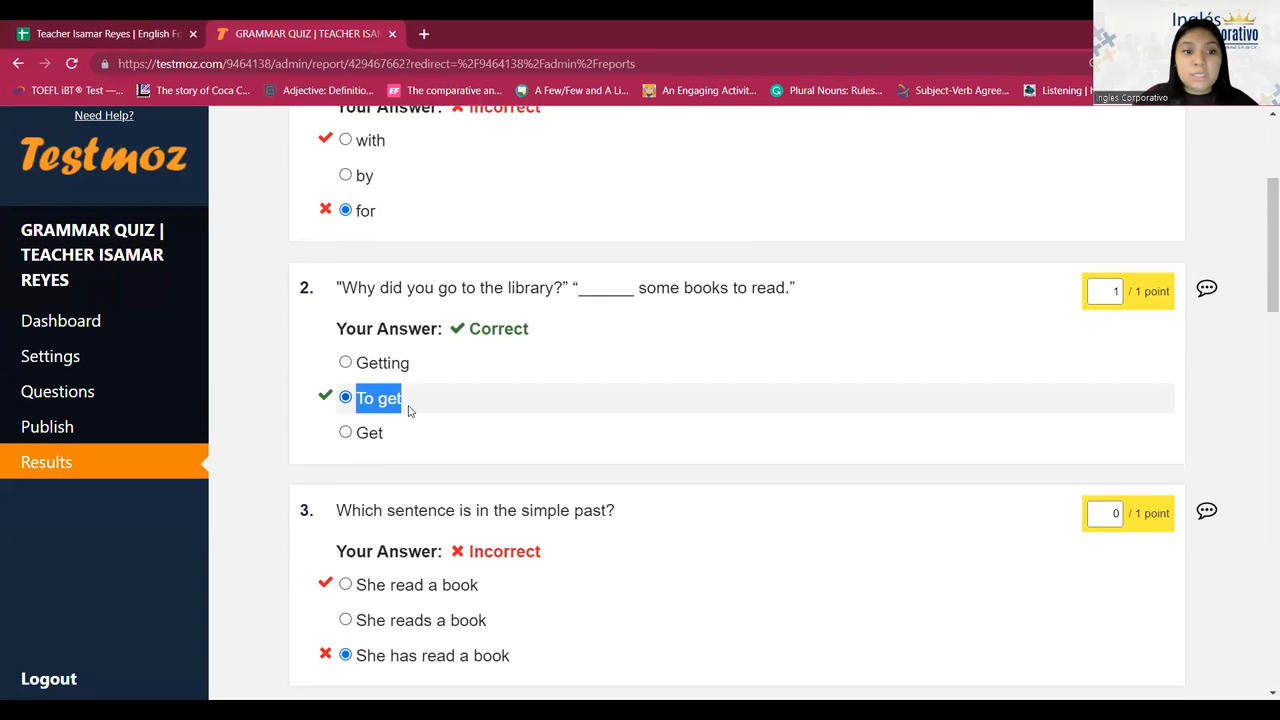 Teacher Isamar Reyes | English Fo
GRAMMAR QUIZ | TEACHER ISA
https://testmoz.com/9464138/admin/report/429467662?redirect=%2F9464138%2Fadmin%2Freports
TOEFL iBT® Test —...
The story of Coca C...
Adjective: Definitio...
EF
The comparative an...
A Few/Few and A Li...
An Engaging Activit...
Plural Nouns: Rules...
Subject-Verb Agree...
Listening |
Inglés
Ingles Corporativo
Need Help?
Testmoz
GRAMMAR QUIZ |
TEACHER ISAMAR
REYES
Dashboard
Settings
Questions
Publish
Results
Logout
Your Answer: Incorrect
with
by
for
2. "Why did you go to the library?” “______ some books to read.”
1 / 1 point
Your Answer: Correct
Getting
To get
Get
3. Which sentence is in the simple past?
0 / 1 point
Your Answer: Incorrect
She read a book
She reads a book
She has read a book